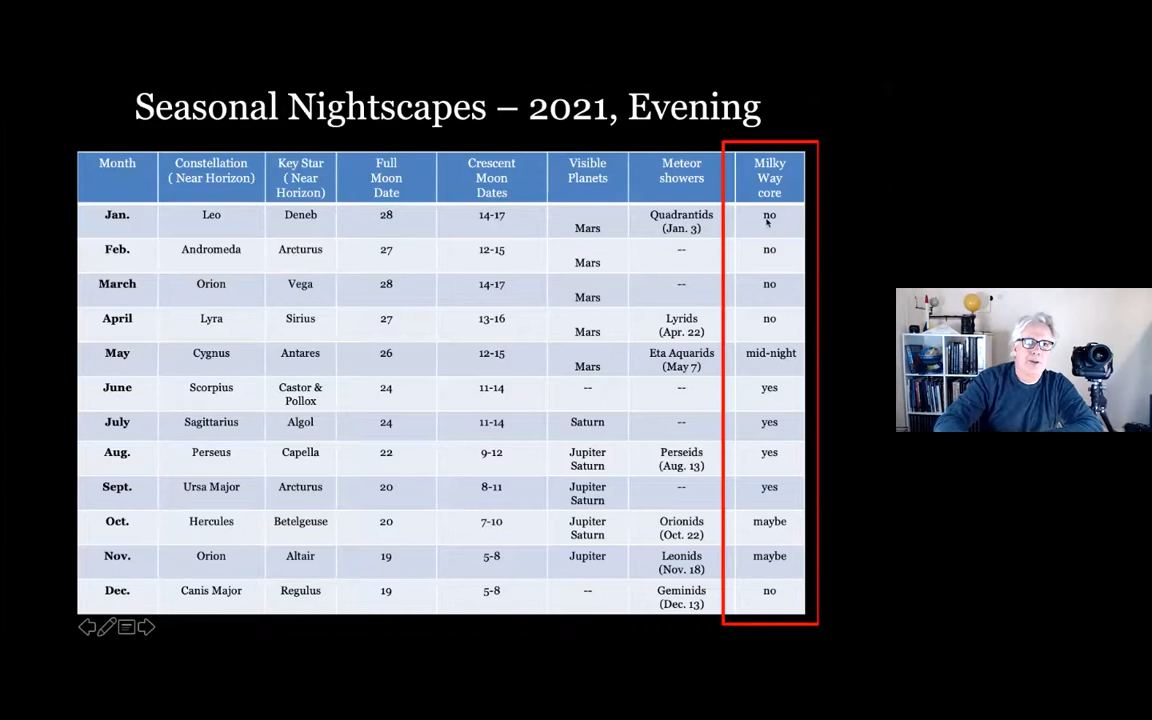 Seasonal Nightscapes – 2021, Evening
Month Constellation ( Near Horizon) Key Star ( Near Horizon) Full Moon Date Crescent Moon Dates Visible Planets Meteor showers Milky Way core
Jan. Leo Deneb 28 14-17 Mars Quadrantids (Jan. 3) no
Feb. Andromeda Arcturus 27 12-15 Mars -- no
March Orion Vega 28 14-17 Mars -- no
April Lyra Sirius 27 13-16 Mars Lyrids (Apr. 22) no
May Cygnus Antares 26 12-15 Mars Eta Aquarids (May 7) mid-night
June Scorpius Castor & Pollox 24 11-14 -- -- yes
July Sagittarius Algol 24 11-14 Saturn -- yes
Aug. Perseus Capella 22 9-12 Jupiter Saturn Perseids (Aug. 13) yes
Sept. Ursa Major Arcturus 20 8-11 Jupiter Saturn -- yes
Oct. Hercules Betelgeuse 20 7-10 Jupiter Saturn Orionids (Oct. 22) maybe
Nov. Orion Altair 19 5-8 Jupiter Leonids (Nov. 18) maybe
Dec. Canis Major Regulus 19 5-8 -- Geminids (Dec. 13) no